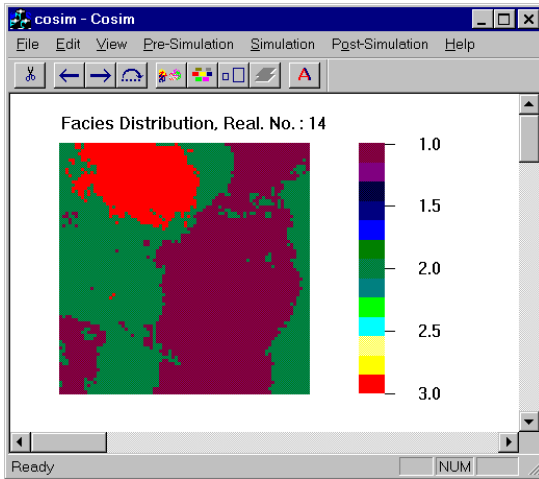 cosim - Cosim
File Edit View Pre-Simulation Simulation Post-Simulation Help
A
Facies Distribution, Real. No. : 14
1.0
1.5
2.0
2.5
3.0
Ready NUM